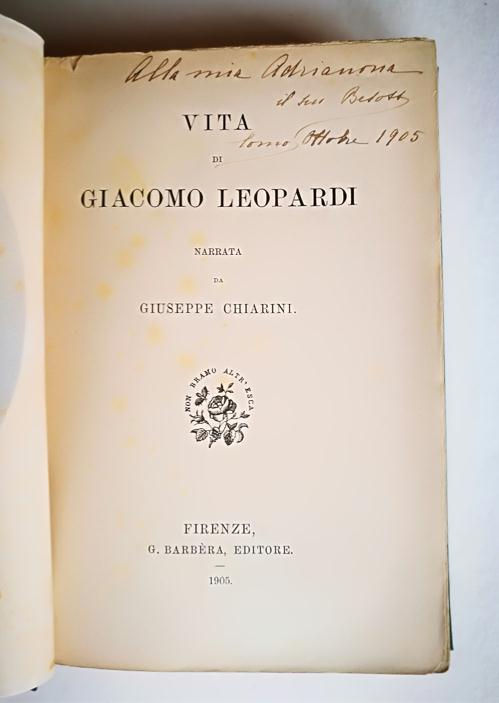 Alla mia Adrianona
il suo
Como Ottobre 1905
VITA
DI
GIACOMO LEOPARDI
NARRATA
DA
GIUSEPPE CHIARINI.
NON BRAMO ALTR'ESCA
FIRENZE,
G. BARBÈRA, EDITORE.
1905.